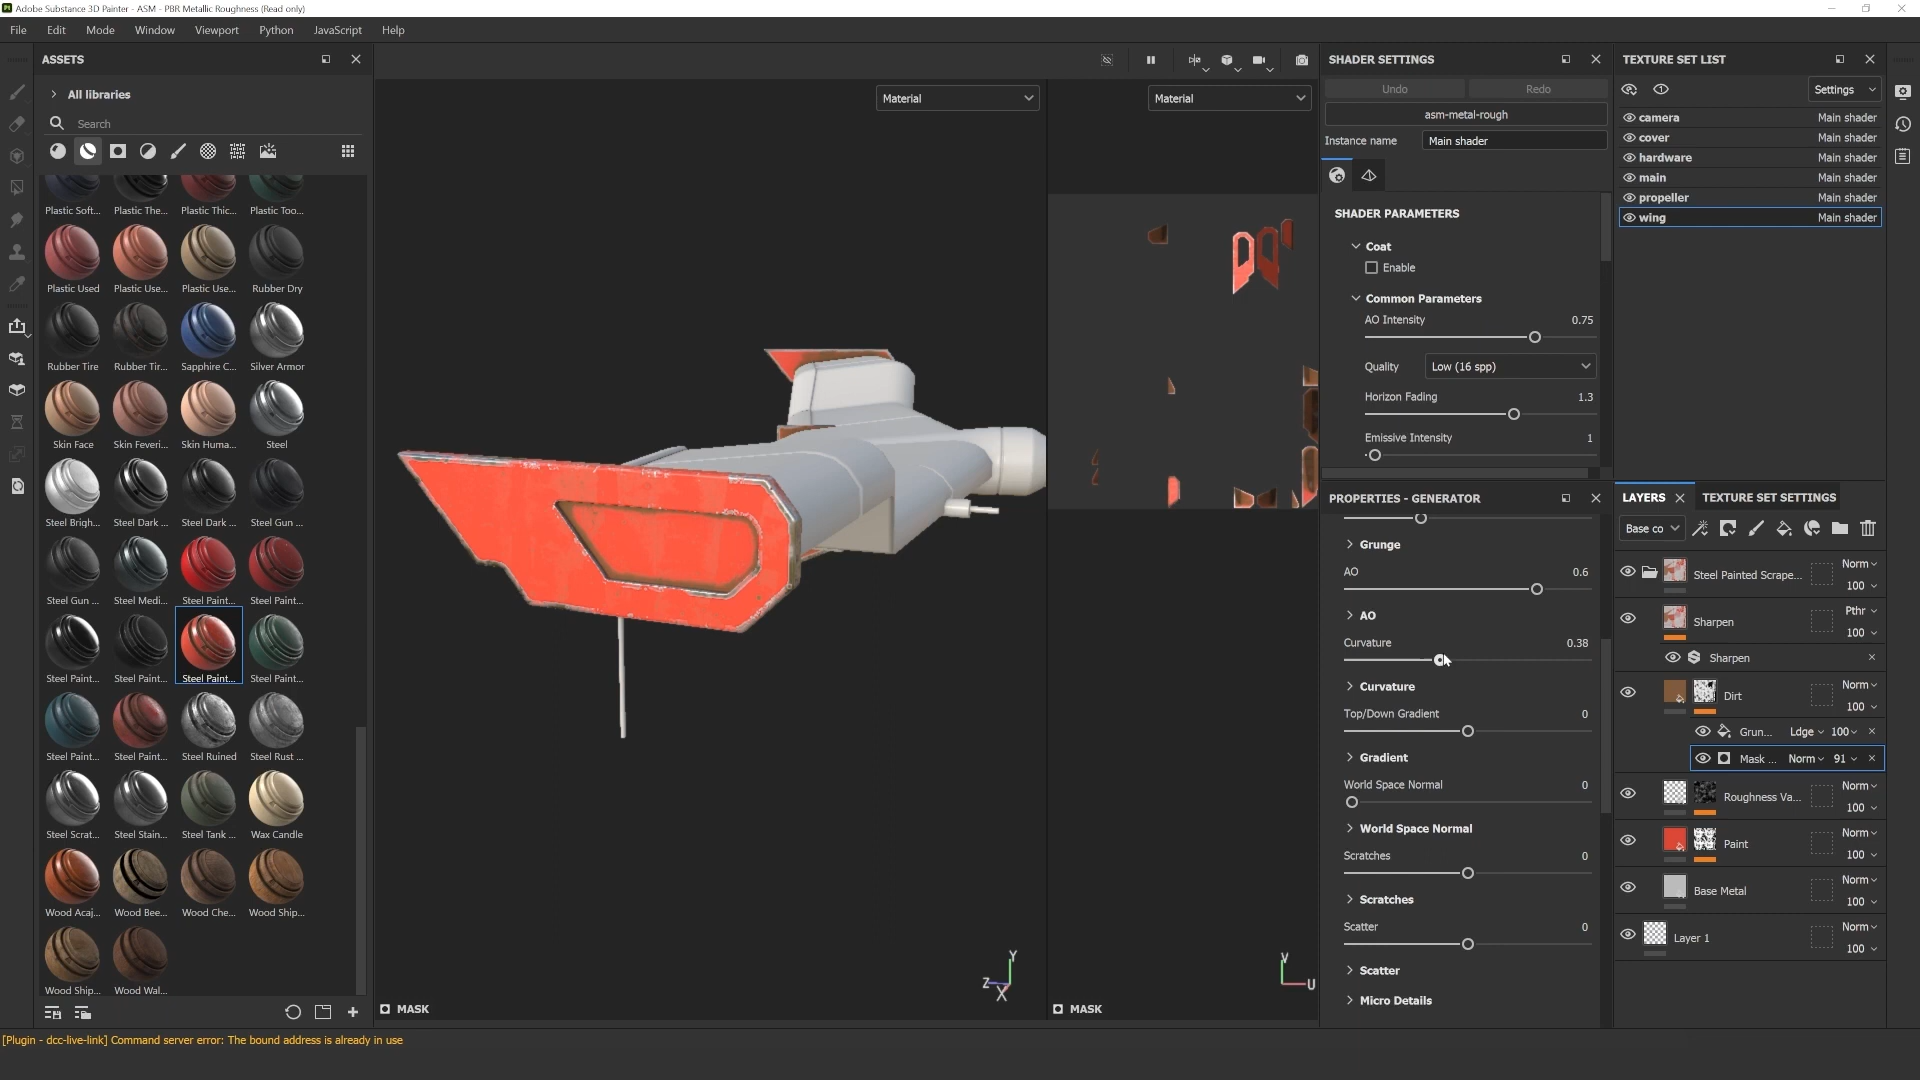 Adobe Substance 3D Painter - ASM - PBR Metallic Roughness (Read only)
File Edit Mode Window Viewport Python JavaScript Help
ASSETS
All libraries
Search
Plastic Soft... Plastic The... Plastic Thic... Plastic Too...
Plastic Used Plastic Use... Plastic Use... Rubber Dry
Rubber Tire Rubber Tir... Sapphire C... Silver Armor
Skin Face Skin Feveri... Skin Huma... Steel
Steel Brigh... Steel Dark ... Steel Dark ... Steel Gun ...
Steel Gun ... Steel Medi... Steel Paint... Steel Paint...
Steel Paint... Steel Paint... Steel Paint... Steel Paint...
Steel Paint... Steel Paint... Steel Ruined Steel Rust ...
Steel Scrat... Steel Stain... Steel Tank ... Wax Candle
Wood Acaj... Wood Bee... Wood Che... Wood Ship...
Wood Ship... Wood Wal...
Material
Y
Z
X
MASK
Material
V
U
MASK
SHADER SETTINGS
Undo Redo
asm-metal-rough
Instance name Main shader
SHADER PARAMETERS
Coat
Enable
Common Parameters
AO Intensity 0.75
Quality Low (16 spp)
Horizon Fading 1.3
Emissive Intensity 1
PROPERTIES - GENERATOR
Grunge
AO 0.6
AO
Curvature 0.38
Curvature
Top/Down Gradient 0
Gradient
World Space Normal 0
World Space Normal
Scratches 0
Scratches
Scatter 0
Scatter
Micro Details
TEXTURE SET LIST
Settings
camera Main shader
cover Main shader
hardware Main shader
main Main shader
propeller Main shader
wing Main shader
LAYERS TEXTURE SET SETTINGS
Base co
Steel Painted Scrape... Norm 100
Sharpen Pthr 100
Sharpen
Dirt Norm 100
Grun... Ldge 100
Mask ... Norm 91
Roughness Va... Norm 100
Paint Norm 100
Base Metal Norm 100
Layer 1 Norm 100
[Plugin - dcc-live-link] Command server error: The bound address is already in use